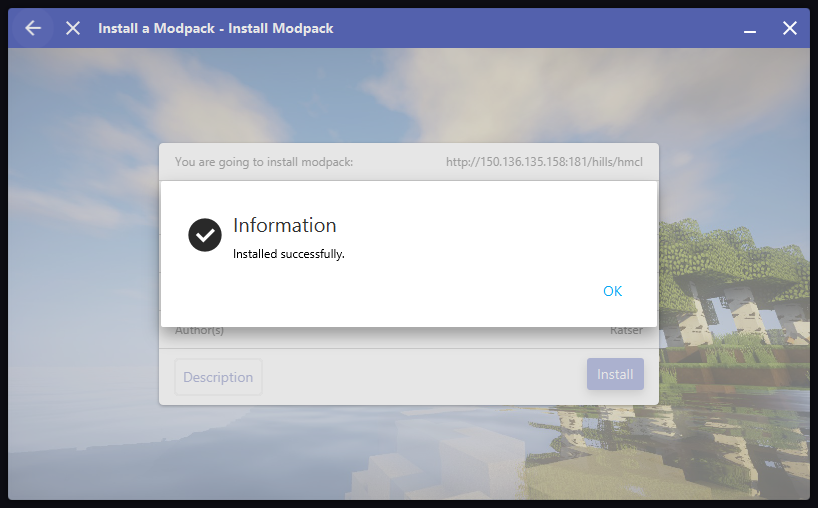 Install a Modpack - Install Modpack
You are going to install modpack: http://150.136.135.158:181/hills/hmcl
Information
Installed successfully.
OK
Author(s) Ratser
Description Install